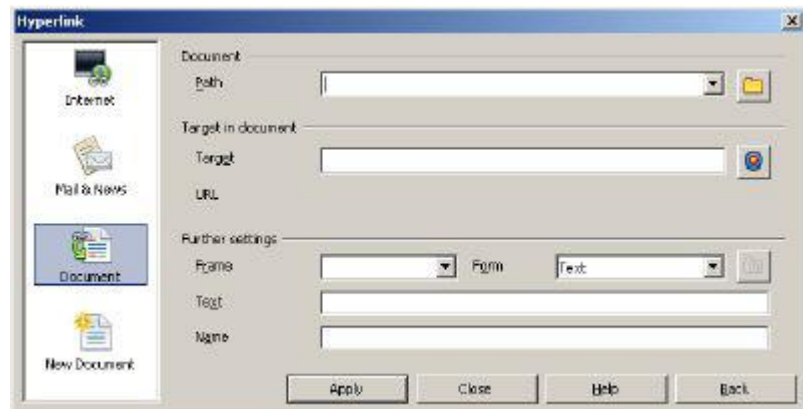 Hyperlink
Internet
Mail & News
Document
New Document
Document
Path
Target in document
Target
URL
Further settings
Frame
Form
Text
Text
Name
Apply
Close
Help
Back